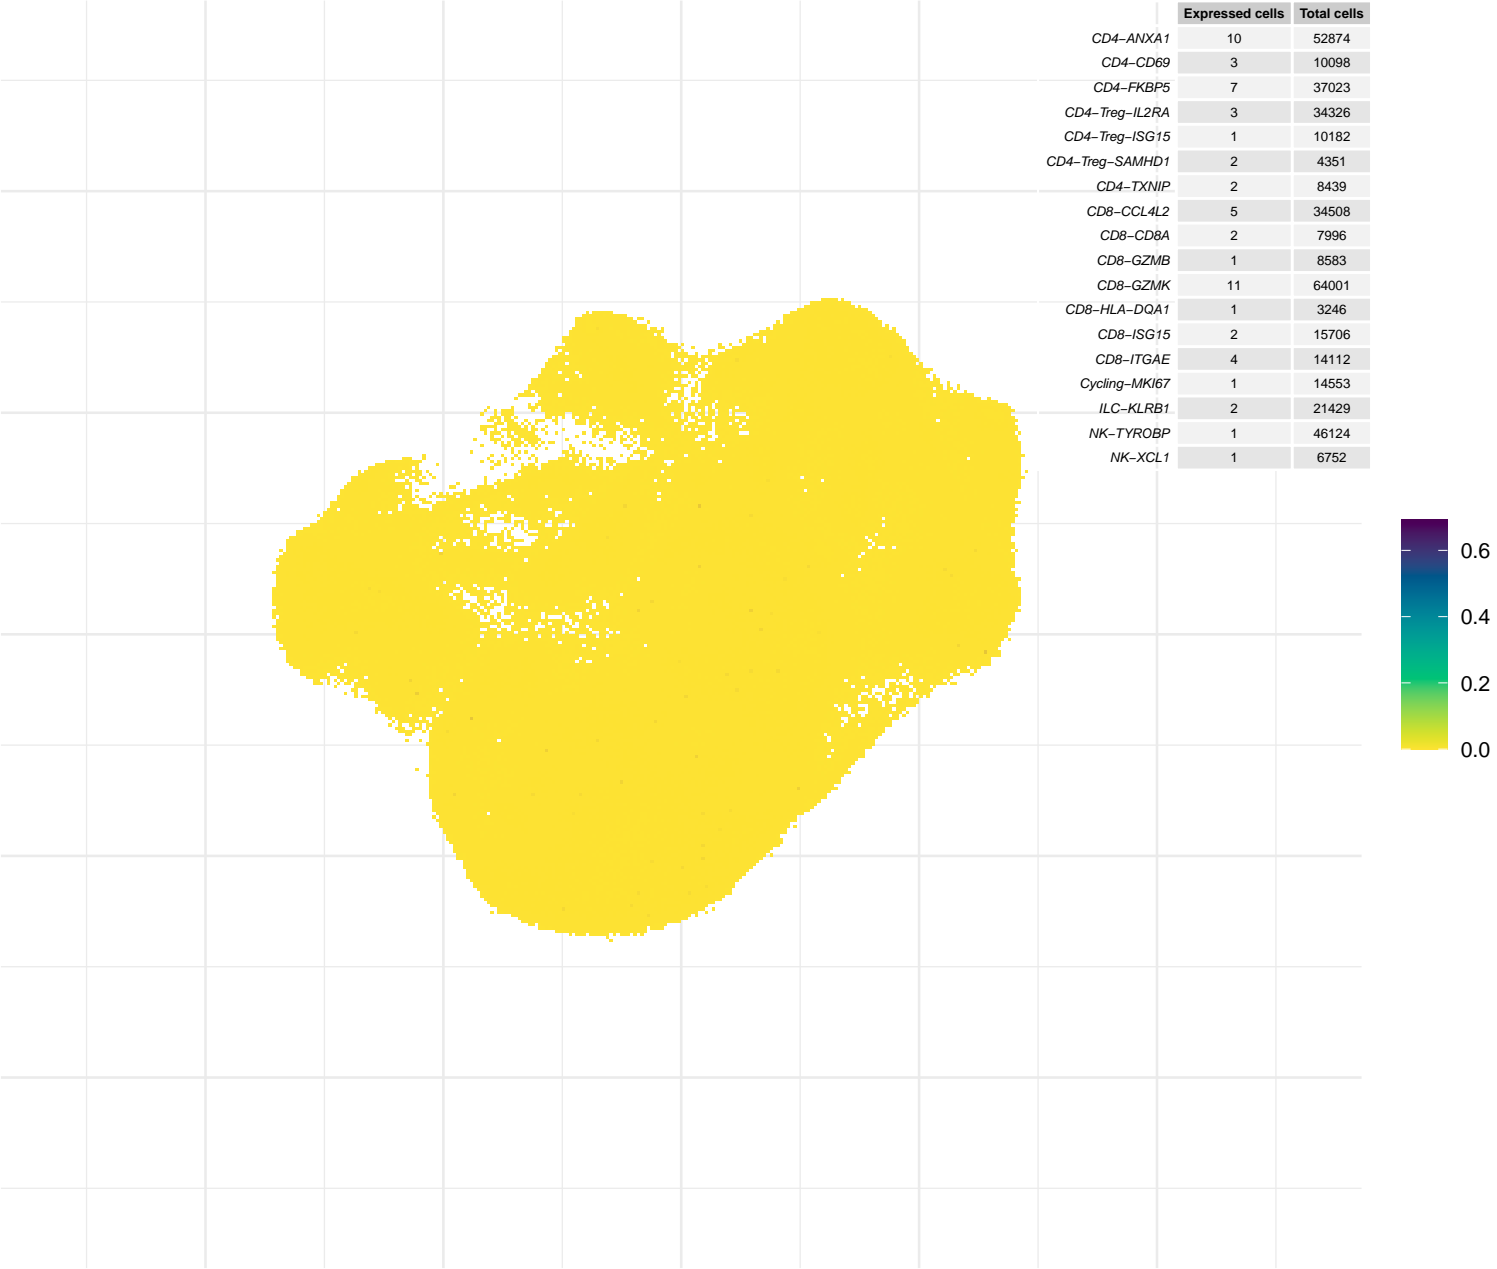 Expressed cells Total cells
CD4−ANXA1 10 52874
CD4−CD69 3 10098
CD4−FKBP5 7 37023
CD4−Treg−IL2RA 3 34326
CD4−Treg−ISG15 1 10182
CD4−Treg−SAMHD1 2 4351
CD4−TXNIP 2 8439
CD8−CCL4L2 5 34508
CD8−CD8A 2 7996
CD8−GZMB 1 8583
CD8−GZMK 11 64001
CD8−HLA−DQA1 1 3246
CD8−ISG15 2 15706
CD8−ITGAE 4 14112
Cycling−MKI67 1 14553
ILC−KLRB1 2 21429
NK−TYROBP 1 46124
NK−XCL1 1 6752
0.6
0.4
0.2
0.0